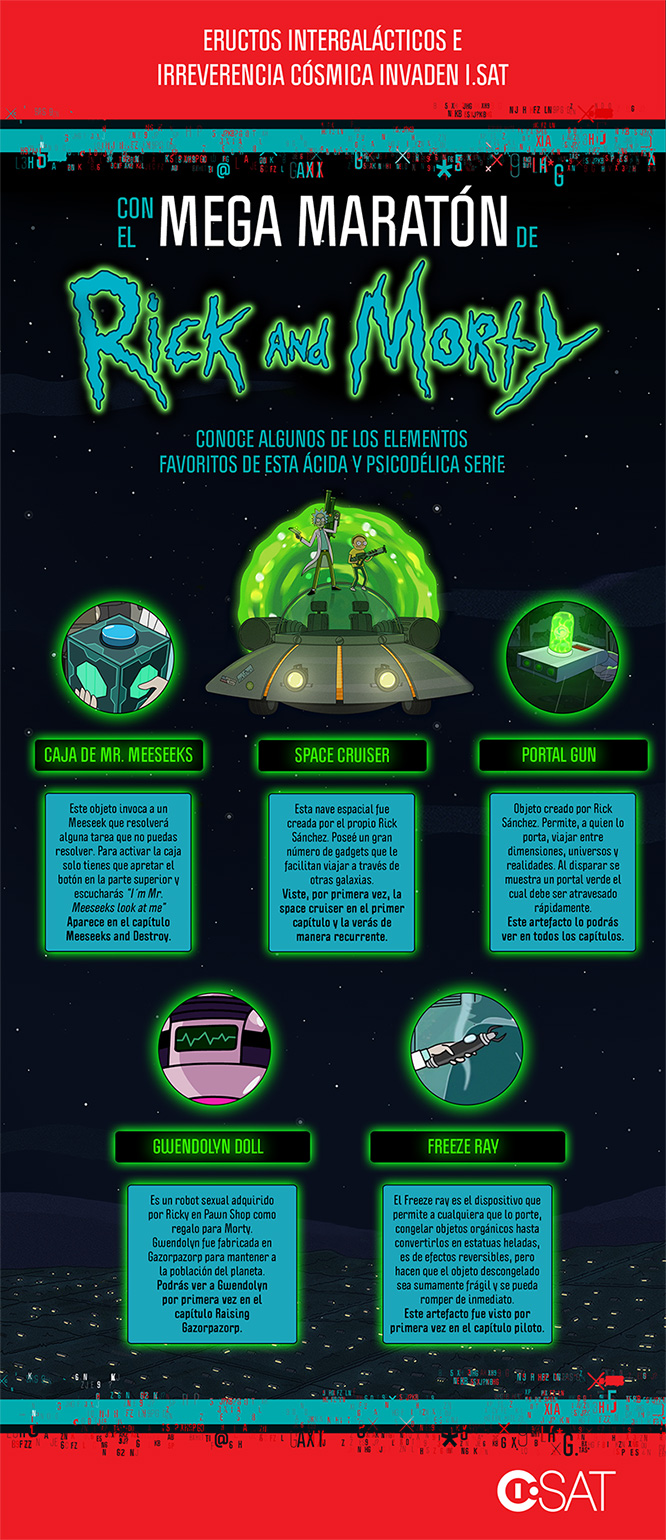 ERUCTOS INTERGALÁCTICOS E
IRREVERENCIA CÓSMICA INVADEN I.SAT
CON
EL MEGA MARATÓN DE
RICK AND MORTY
CONOCE ALGUNOS DE LOS ELEMENTOS
FAVORITOS DE ESTA ÁCIDA Y PSICODÉLICA SERIE
CAJA DE MR. MEESEEKS
Este objeto invoca a un
Meeseek que resolverá
alguna tarea que no puedas
resolver. Para activar la caja
solo tienes que apretar el
botón en la parte superior y
escucharás "I´m Mr.
Meeseeks look at me"
Aparece en el capítulo
Meeseeks and Destroy.
SPACE CRUISER
Esta nave espacial fue
creada por el propio Rick
Sánchez. Poseé un gran
número de gadgets que le
facilitan viajar a través de
otras galaxias.
Viste, por primera vez, la
space cruiser en el primer
capítulo y la verás de
manera recurrente.
PORTAL GUN
Objeto creado por Rick
Sánchez. Permite, a quien lo
porta, viajar entre
dimensiones, universos y
realidades. Al disparar se
muestra un portal verde el
cual debe ser atravesado
rápidamente.
Este artefacto lo podrás
ver en todos los capítulos.
GWENDOLYN DOLL
Es un robot sexual adquirido
por Ricky en Pawn Shop como
regalo para Morty.
Gwendolyn fue fabricada en
Gazorpazorp para mantener a
la población del planeta.
Podrás ver a Gwendolyn
por primera vez en el
capítulo Raising
Gazorpazorp.
FREEZE RAY
El Freeze ray es el dispositivo que
permite a cualquiera que lo porte,
congelar objetos orgánicos hasta
convertirlos en estatuas heladas,
es de efectos reversibles, pero
hacen que el objeto descongelado
sea sumamente frágil y se pueda
romper de inmediato.
Este artefacto fue visto por
primera vez en el capítulo piloto.
I.SAT